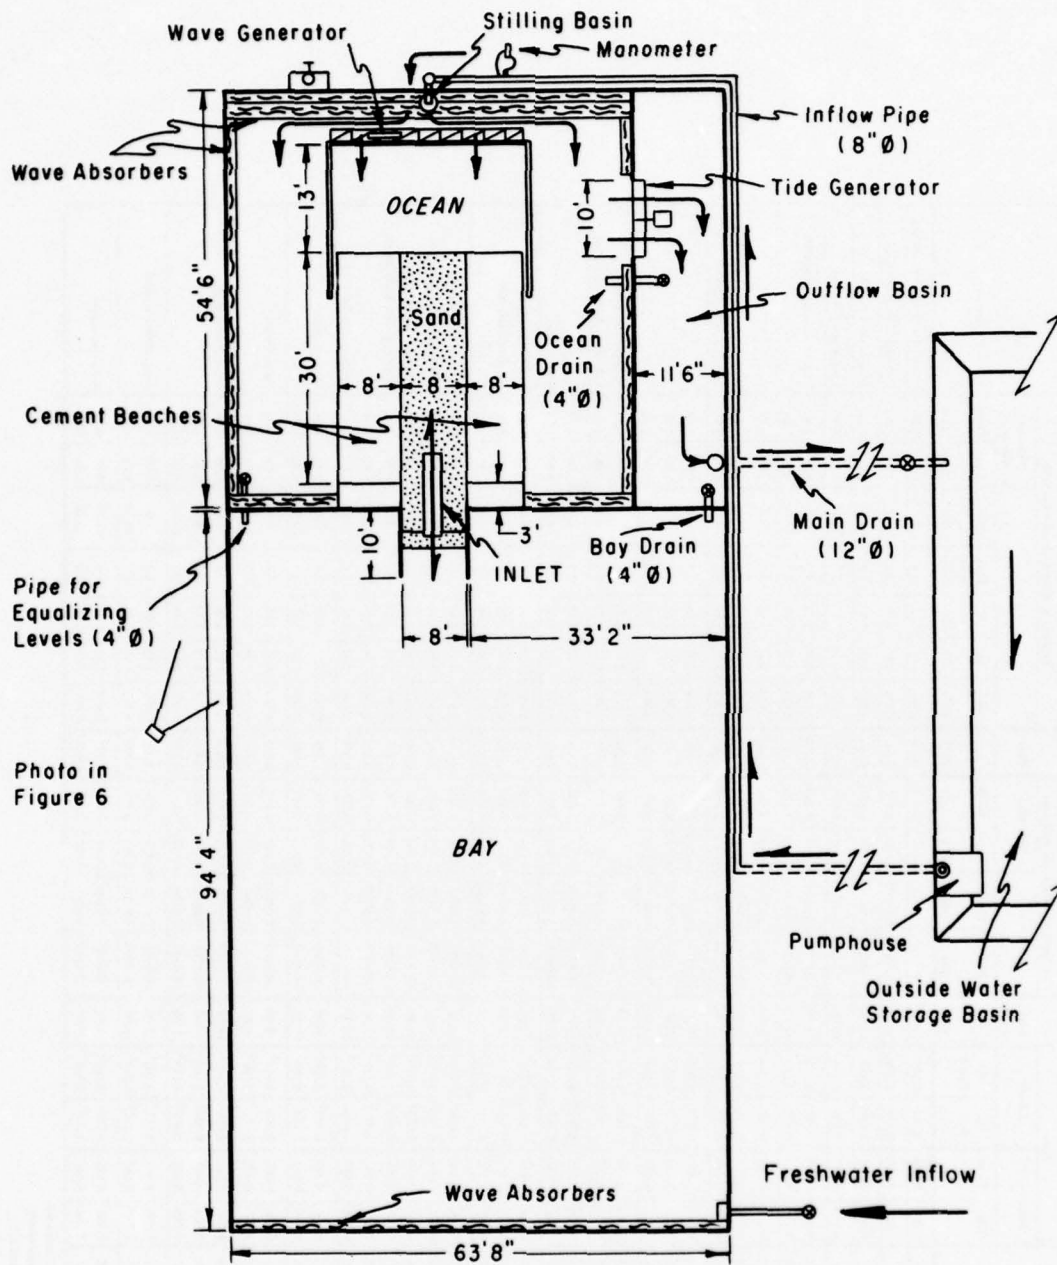 Stilling Basin
Wave Generator
Manometer
Inflow Pipe
(8"Ø)
Wave Absorbers
Tide Generator
13'
OCEAN
10'
54'6"
Outflow Basin
Sand
Ocean
Drain
(4"Ø)
30'
11'6"
8'
8'
8'
Cement Beaches
Main Drain
(12"Ø)
10'
3'
Bay Drain
(4"Ø)
INLET
Pipe for
Equalizing
Levels (4"Ø)
8'
33'2"
Photo in
Figure 6
BAY
94'4"
Pumphouse
Outside Water
Storage Basin
Freshwater Inflow
Wave Absorbers
63'8"